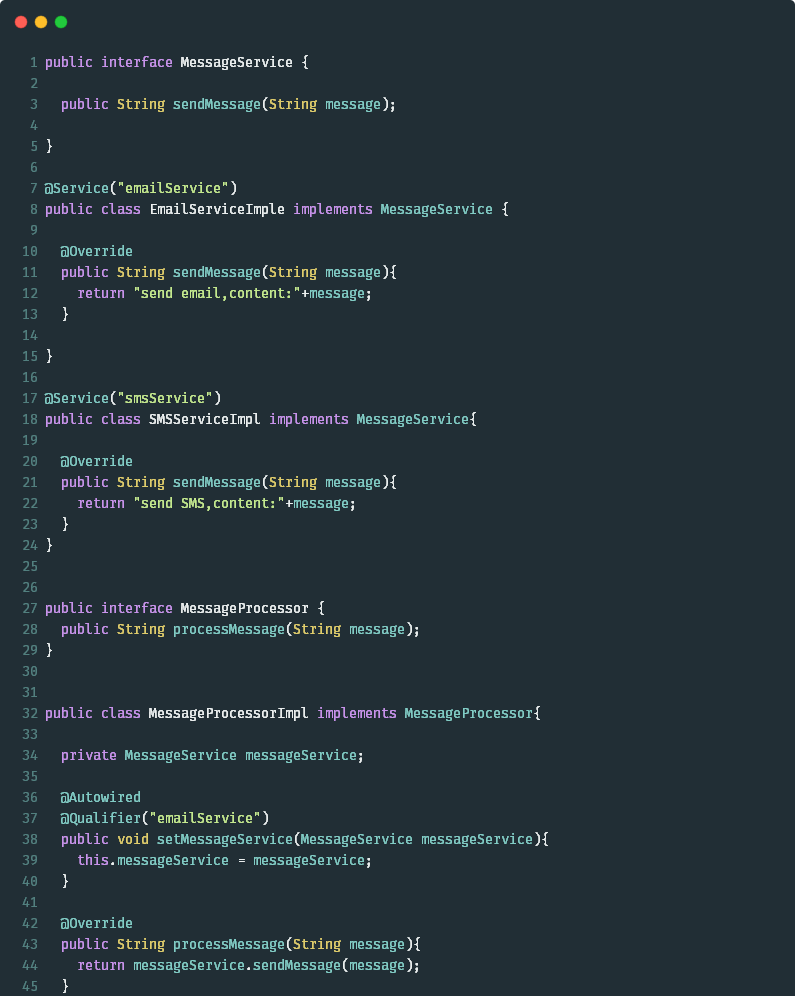 1 public interface MessageService {
2
3   public String sendMessage(String message);
4
5 }
6
7 @Service("emailService")
8 public class EmailServiceImple implements MessageService {
9
10   @Override
11   public String sendMessage(String message){
12     return "send email,content:"+message;
13   }
14
15 }
16
17 @Service("smsService")
18 public class SMSServiceImpl implements MessageService{
19
20   @Override
21   public String sendMessage(String message){
22     return "send SMS,content:"+message;
23   }
24 }
25
26
27 public interface MessageProcessor {
28   public String processMessage(String message);
29 }
30
31
32 public class MessageProcessorImpl implements MessageProcessor{
33
34   private MessageService messageService;
35
36   @Autowired
37   @Qualifier("emailService")
38   public void setMessageService(MessageService messageService){
39     this.messageService = messageService;
40   }
41
42   @Override
43   public String processMessage(String message){
44     return messageService.sendMessage(message);
45   }